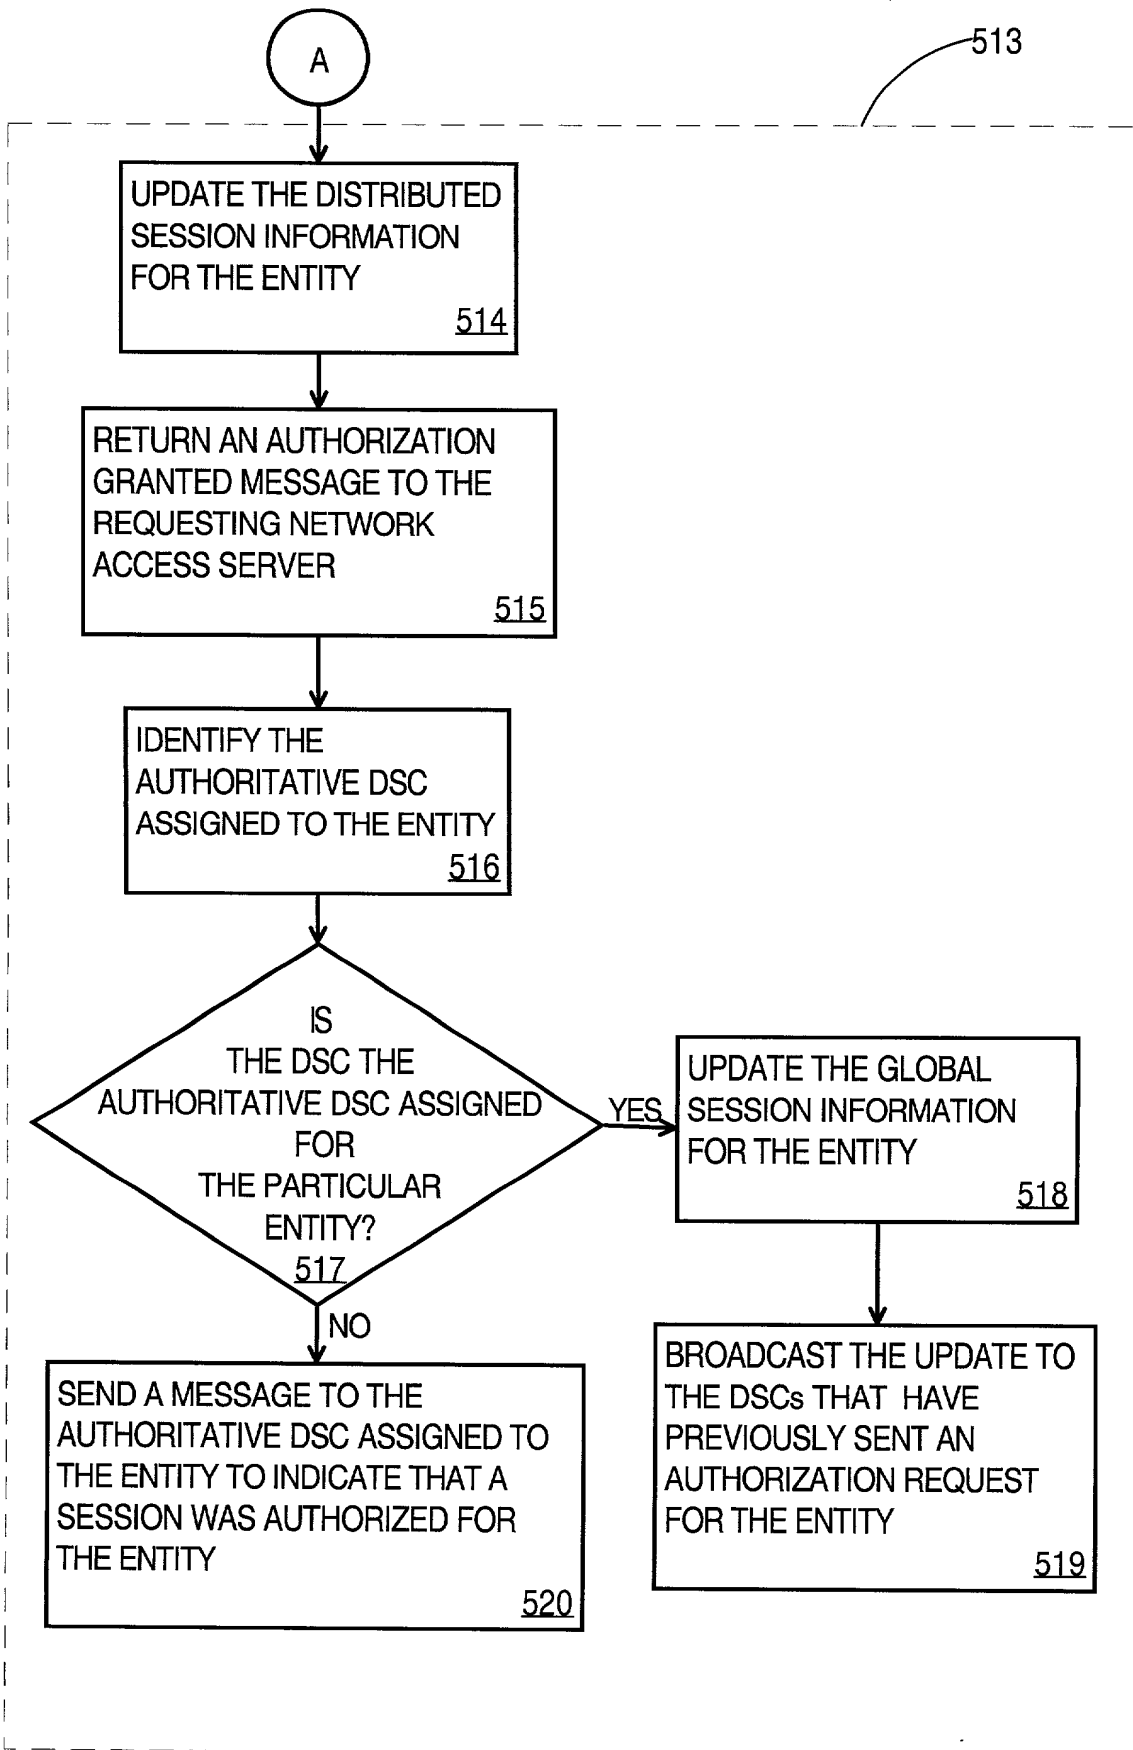 A
513
UPDATE THE DISTRIBUTED
SESSION INFORMATION
FOR THE ENTITY
514
RETURN AN AUTHORIZATION
GRANTED MESSAGE TO THE
REQUESTING NETWORK
ACCESS SERVER
515
IDENTIFY THE
AUTHORITATIVE DSC
ASSIGNED TO THE ENTITY
516
IS
THE DSC THE
AUTHORITATIVE DSC ASSIGNED
FOR
THE PARTICULAR
ENTITY?
517
YES
UPDATE THE GLOBAL
SESSION INFORMATION
FOR THE ENTITY
518
NO
SEND A MESSAGE TO THE
AUTHORITATIVE DSC ASSIGNED TO
THE ENTITY TO INDICATE THAT A
SESSION WAS AUTHORIZED FOR
THE ENTITY
520
BROADCAST THE UPDATE TO
THE DSCs THAT HAVE
PREVIOUSLY SENT AN
AUTHORIZATION REQUEST
FOR THE ENTITY
519